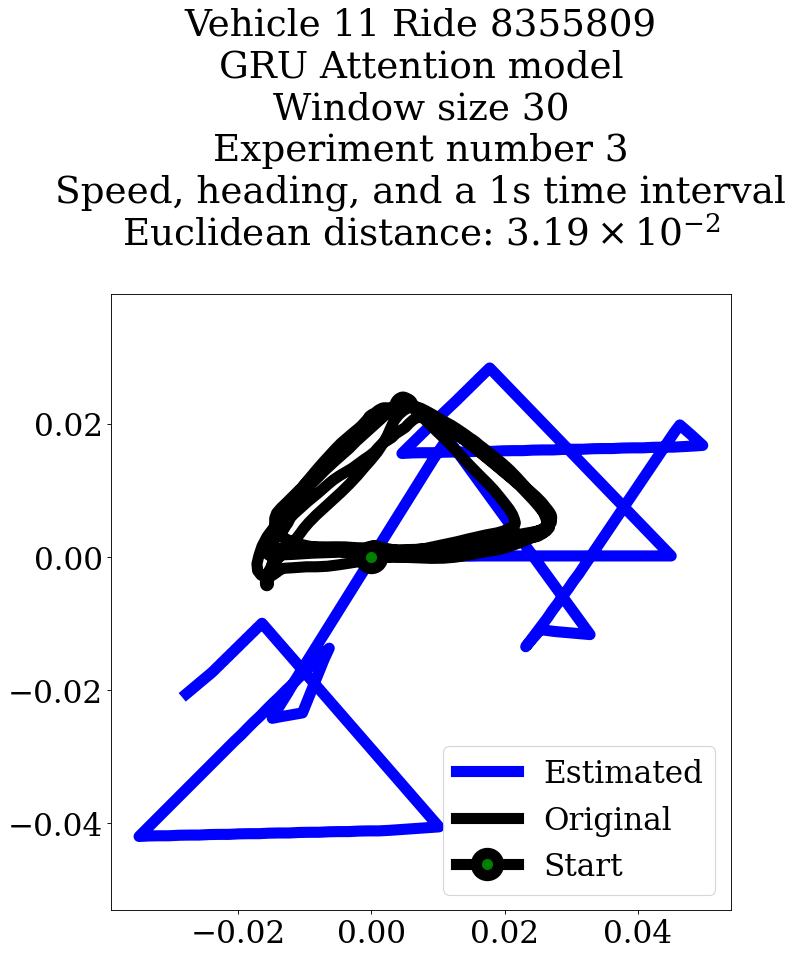 Vehicle 11 Ride 8355809
GRU Attention model
Window size 30
Experiment number 3
Speed, heading, and a 1s time interval
Euclidean distance: 3.19 × 10⁻²
0.02
0.00
−0.02
−0.04
Estimated
Original
Start
−0.02 0.00 0.02 0.04